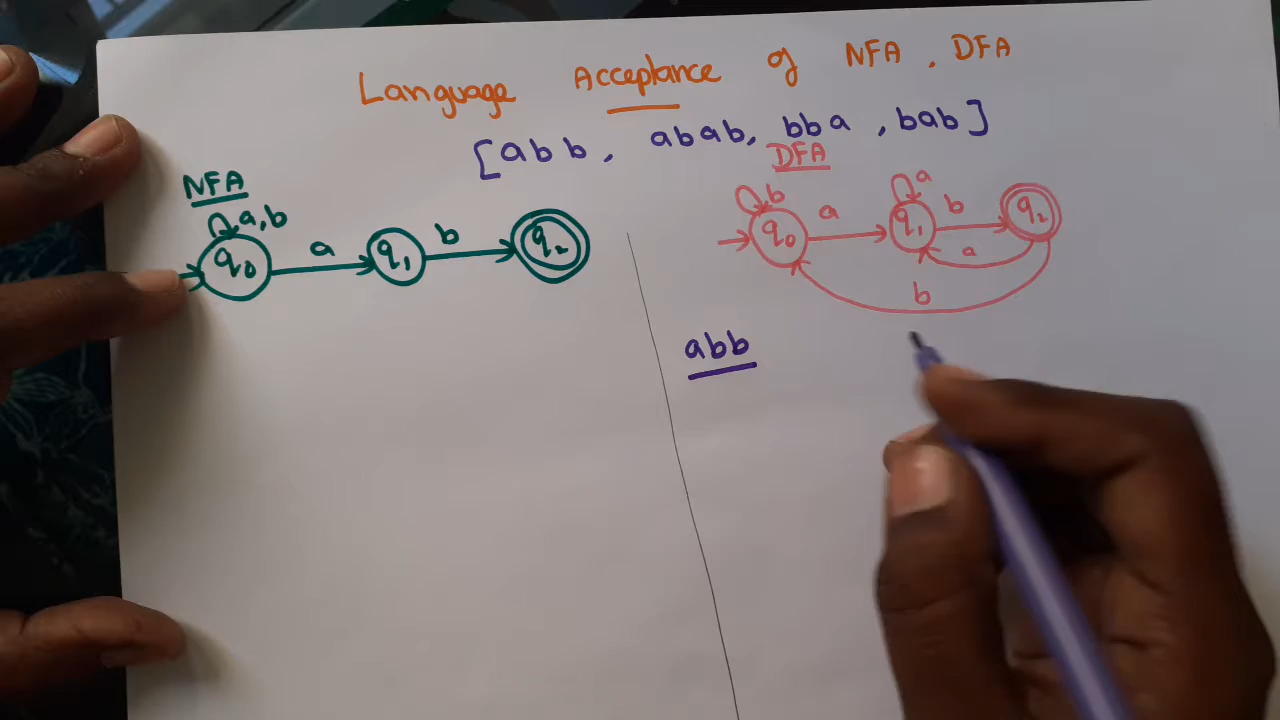 Language Acceptance of NFA, DFA
[abb, abab, bba, bab]
NFA
a,b
q₀ a q₁ b q₂
DFA
b a
q₀ a q₁ b q₂
a
b
abb